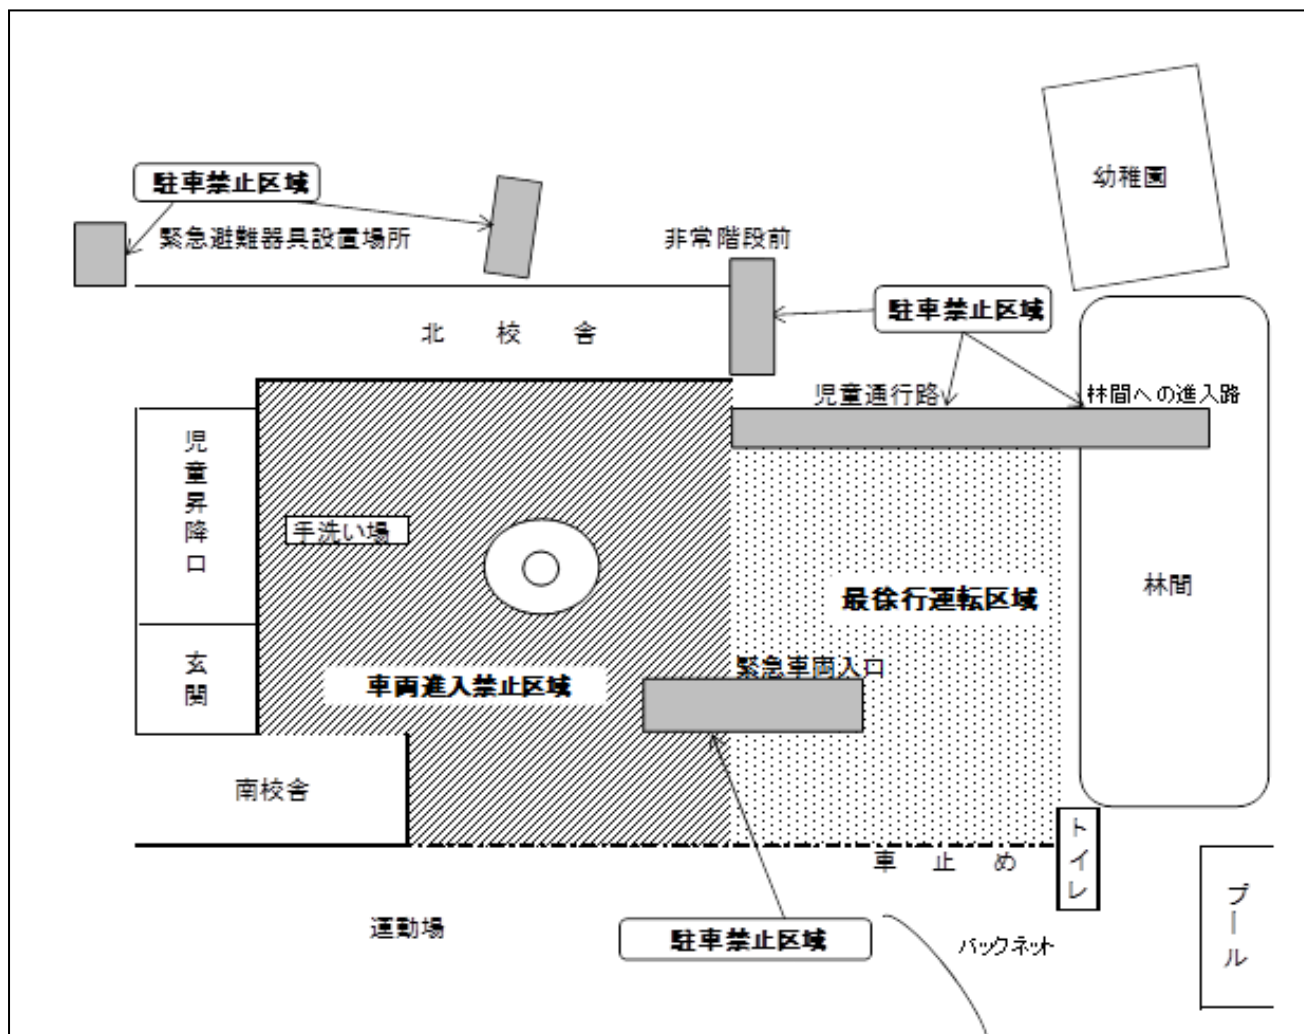 幼稚園
駐車禁止区域
緊急避難器具設置場所
非常階段前
駐車禁止区域
北校舎
児童通行路
林間への進入路
児童昇降口
手洗い場
林間
最徐行運転区域
玄関
車両進入禁止区域
緊急車両入口
南校舎
トイレ
車止め
プール
運動場
駐車禁止区域
バックネット